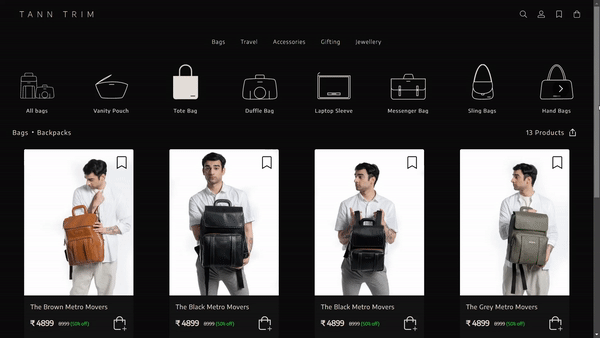 TANN TRIM
Bags Travel Accessories Gifting Jewellery
All bags Vanity Pouch Tote Bag Duffle Bag Laptop Sleeve Messenger Bag Sling Bags Hand Bags
Bags • Backpacks 13 Products
The Brown Metro Movers The Black Metro Movers The Black Metro Movers The Grey Metro Movers
₹ 4899 8999 (50% off) ₹ 4899 8999 (50% off) ₹ 4899 8999 (50% off) ₹ 4899 8999 (50% off)